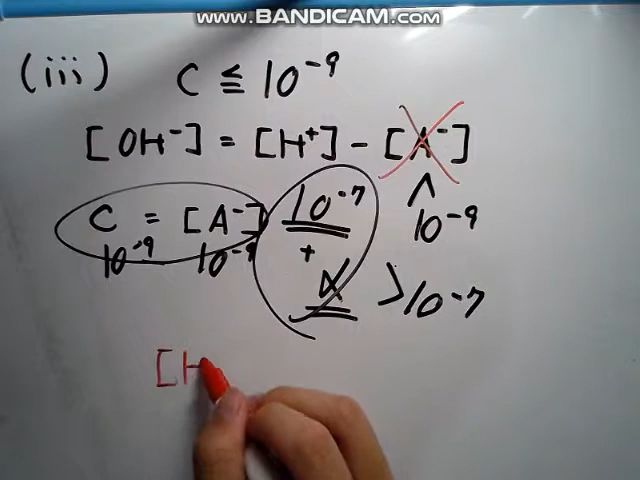 www.BANDICAM.com
(iii) C ≦ 10⁻⁹
[OH⁻] = [H⁺] - [A⁻]
C = [A⁻] 10⁻⁷ ∧
10⁻⁹ 10⁻⁹ + 10⁻⁹
α > 10⁻⁷
[H